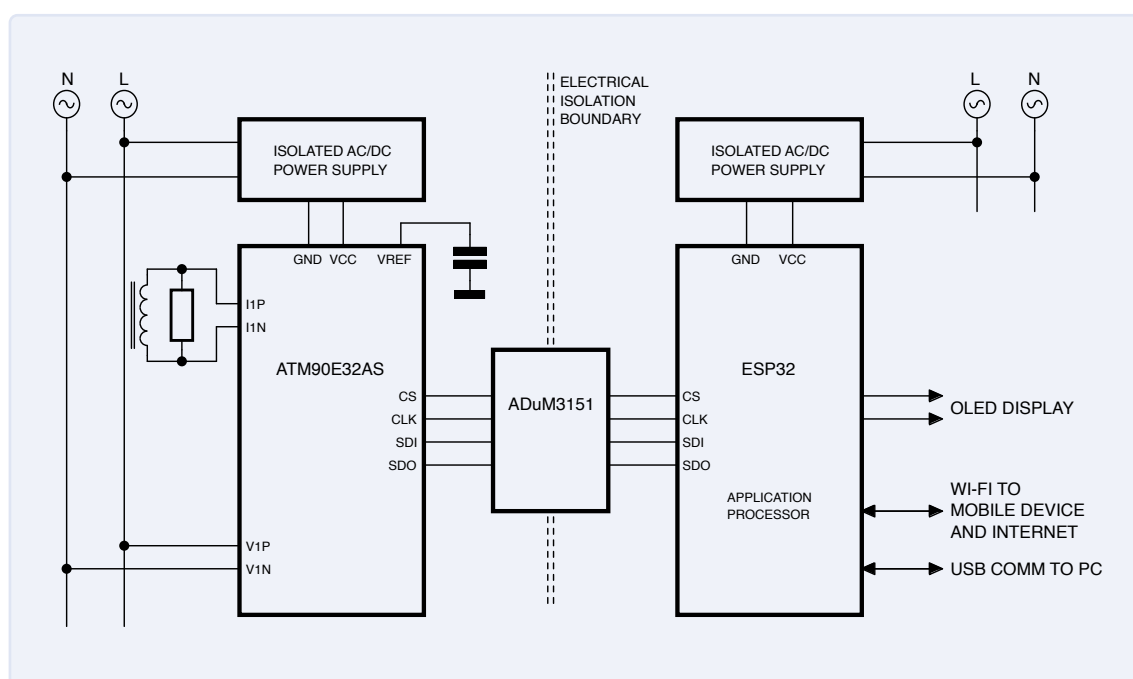 N
L
ELECTRICAL
ISOLATION
BOUNDARY
L
N
ISOLATED AC/DC
POWER SUPPLY
ISOLATED AC/DC
POWER SUPPLY
GND VCC VREF
GND VCC
I1P
I1N
ATM90E32AS
ADuM3151
ESP32
CS
CLK
SDI
SDO
CS
CLK
SDI
SDO
OLED DISPLAY
APPLICATION
PROCESSOR
WI-FI TO
MOBILE DEVICE
AND INTERNET
V1P
V1N
USB COMM TO PC